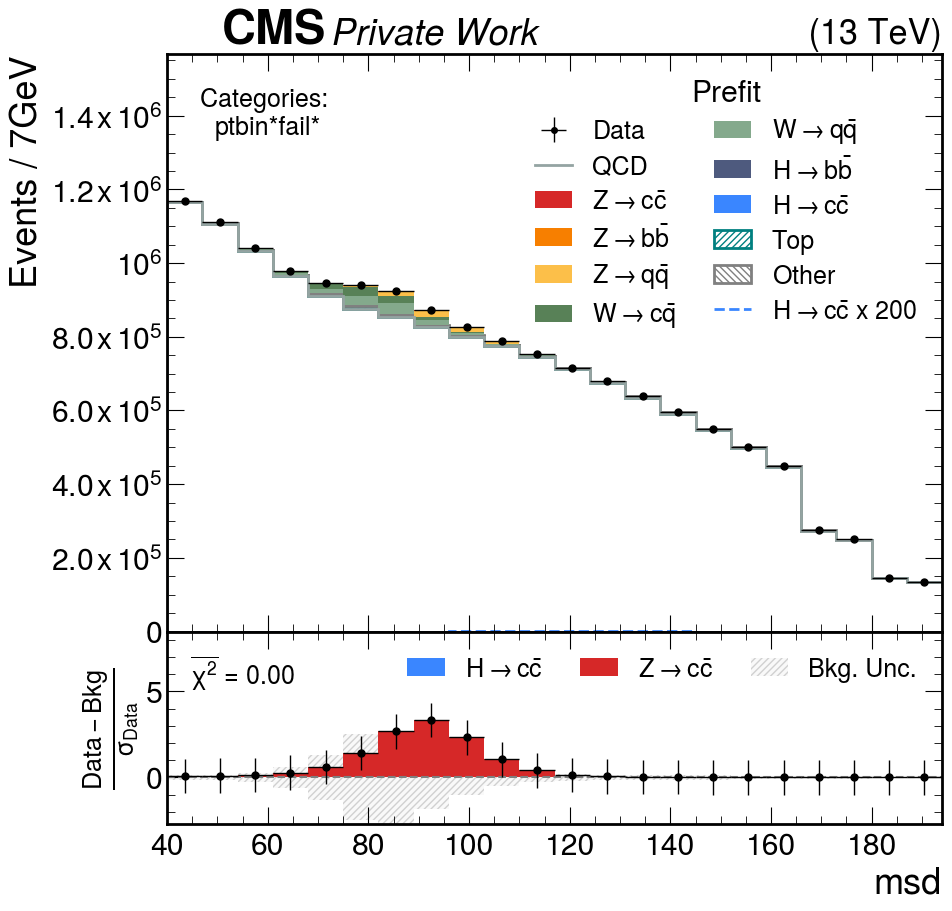 CMS Private Work (13 TeV)
Events / 7GeV
Categories:
ptbin*fail*
Prefit
Data
QCD
Z → cc̄
Z → bb̄
Z → qq̄
W → cq̄
W → qq̄
H → bb̄
H → cc̄
Top
Other
H → cc̄ x 200
1.4 x 10⁶
1.2 x 10⁶
10⁶
8.0 x 10⁵
6.0 x 10⁵
4.0 x 10⁵
2.0 x 10⁵
0
χ² = 0.00
H → cc̄ Z → cc̄ Bkg. Unc.
Data − Bkg
σData
5
0
40 60 80 100 120 140 160 180
msd